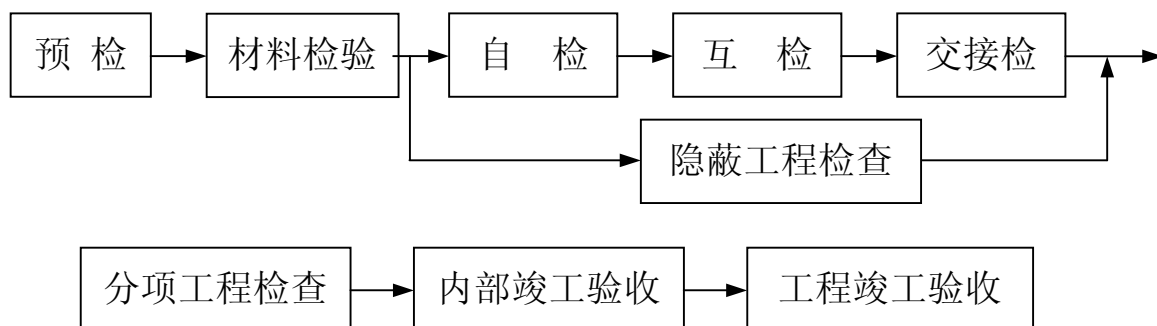 预 检 材料检验 自 检 互 检 交接检
隐蔽工程检查
分项工程检查 内部竣工验收 工程竣工验收